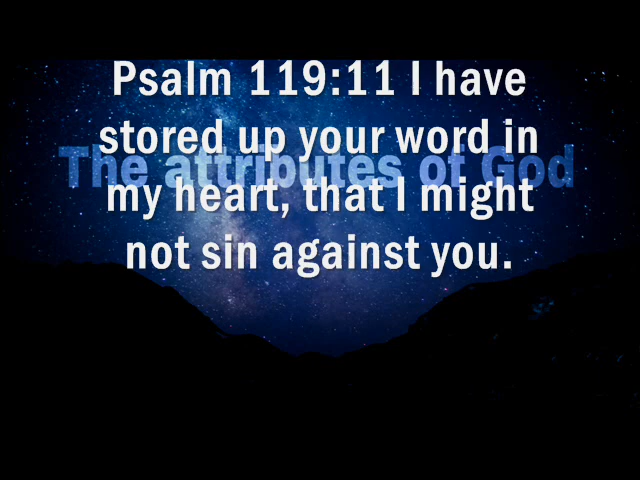 Psalm 119:11 I have
stored up your word in
The attributes of God
my heart, that I might
not sin against you.